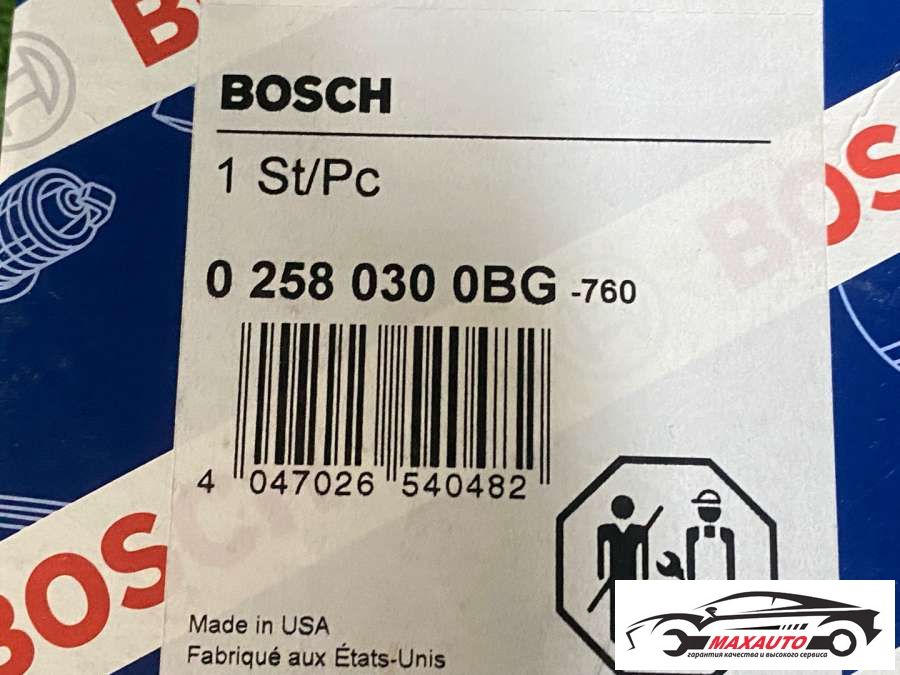 BOSCH
BOSCH
1 St/Pc
BOSCH
0 258 030 0BG -760
4 047026 540482
BOSCH
Made in USA
Fabriqué aux États-Unis
MAXAUTO
гарантия качества и высокого сервиса